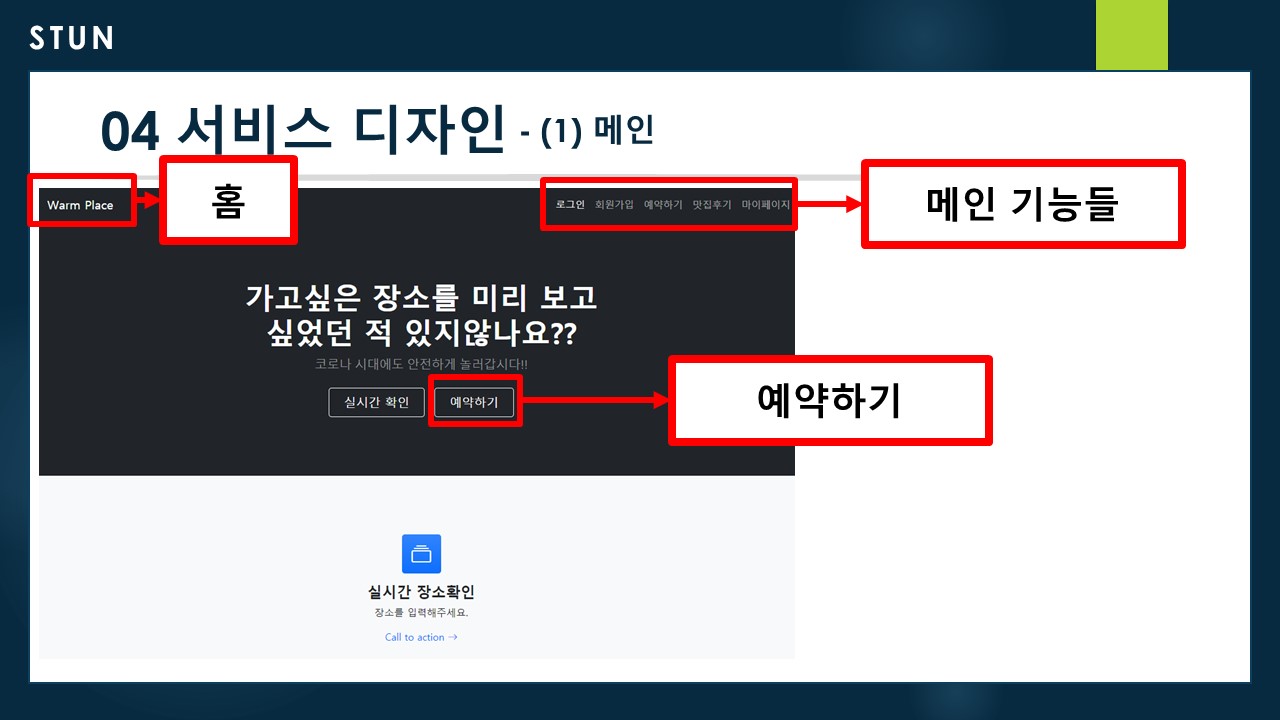 STUN
04 서비스 디자인 - (1) 메인
Warm Place
홈
로그인 회원가입 예약하기 맛집후기 마이페이지
메인 기능들
가고싶은 장소를 미리 보고
싶었던 적 있지않나요??
코로나 시대에도 안전하게 놀러갑시다!!
실시간 확인
예약하기
예약하기
실시간 장소확인
장소를 입력해주세요.
Call to action →